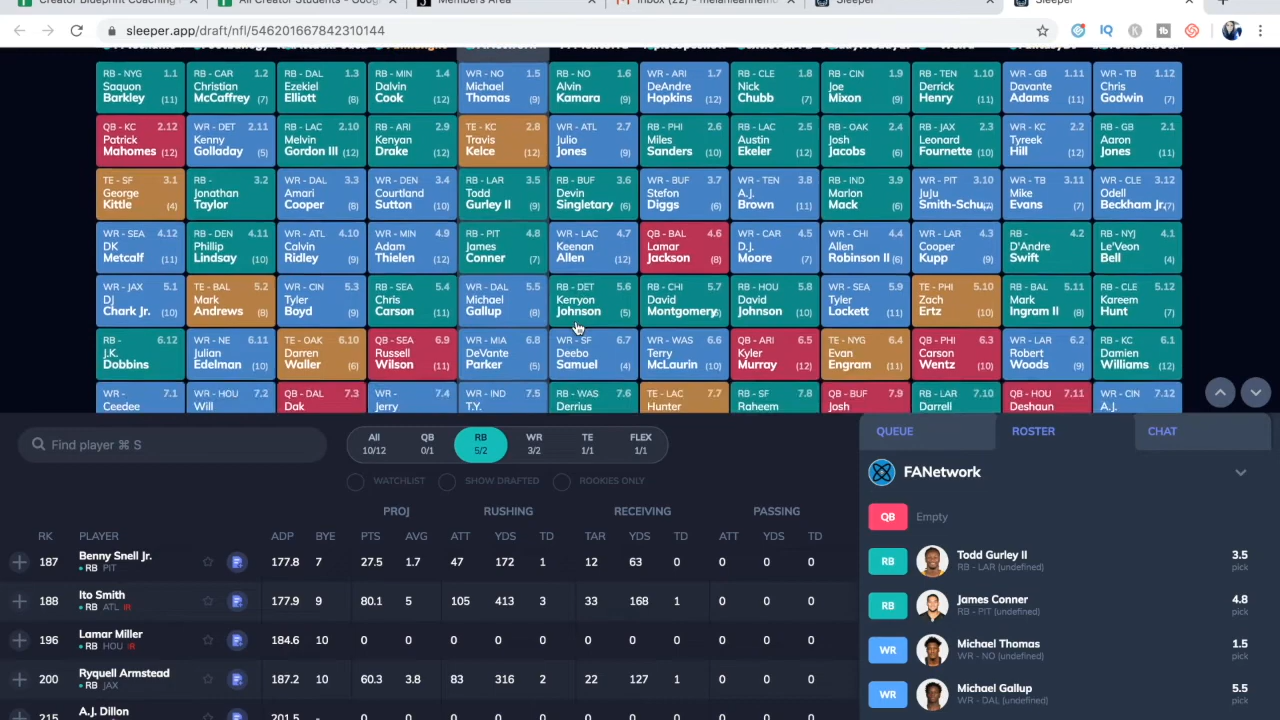 Creator Blueprint Coaching
All Creator Students - Goog
Members Area
Inbox (22) - melanieannem
Sleeper
Sleeper
sleeper.app/draft/nfl/546201667842310144
RB - NYG 1.1 RB - CAR 1.2 RB - DAL 1.3 RB - MIN 1.4 WR - NO 1.5 RB - NO 1.6 WR - ARI 1.7 RB - CLE 1.8 RB - CIN 1.9 RB - TEN 1.10 WR - GB 1.11 WR - TB 1.12
Saquon Christian Ezekiel Dalvin Michael Alvin DeAndre Nick Joe Derrick Davante Chris
Barkley (11) McCaffrey (7) Elliott (8) Cook (12) Thomas (9) Kamara (9) Hopkins (12) Chubb (7) Mixon (9) Henry (11) Adams (11) Godwin (7)
QB - KC 2.12 WR - DET 2.11 RB - LAC 2.10 RB - ARI 2.9 TE - KC 2.8 WR - ATL 2.7 RB - PHI 2.6 RB - LAC 2.5 RB - OAK 2.4 RB - JAX 2.3 WR - KC 2.2 RB - GB 2.1
Patrick Kenny Melvin Kenyan Travis Julio Miles Austin Josh Leonard Tyreek Aaron
Mahomes (12) Golladay (5) Gordon III (12) Drake (12) Kelce (12) Jones (9) Sanders (10) Ekeler (12) Jacobs (6) Fournette (10) Hill (12) Jones (11)
TE - SF 3.1 RB - 3.2 WR - DAL 3.3 WR - DEN 3.4 RB - LAR 3.5 RB - BUF 3.6 WR - BUF 3.7 WR - TEN 3.8 RB - IND 3.9 WR - PIT 3.10 WR - TB 3.11 WR - CLE 3.12
George Jonathan Amari Courtland Todd Devin Stefon A.J. Marlon JuJu Mike Odell
Kittle (4) Taylor Cooper (8) Sutton (10) Gurley II (9) Singletary (6) Diggs (6) Brown (11) Mack (6) Smith-Schu... Evans (7) Beckham Jr. (7)
WR - SEA 4.12 RB - DEN 4.11 WR - ATL 4.10 WR - MIN 4.9 RB - PIT 4.8 WR - LAC 4.7 QB - BAL 4.6 WR - CAR 4.5 WR - CHI 4.4 WR - LAR 4.3 RB - 4.2 RB - NYJ 4.1
DK Phillip Calvin Adam James Keenan Lamar D.J. Allen Cooper D'Andre Le'Veon
Metcalf (11) Lindsay (10) Ridley (9) Thielen (12) Conner (7) Allen (12) Jackson (8) Moore (7) Robinson II (6) Kupp (9) Swift Bell (4)
WR - JAX 5.1 TE - BAL 5.2 WR - CIN 5.3 RB - SEA 5.4 WR - DAL 5.5 RB - DET 5.6 RB - CHI 5.7 RB - HOU 5.8 WR - SEA 5.9 TE - PHI 5.10 RB - BAL 5.11 RB - CLE 5.12
DJ Mark Tyler Chris Michael Kerryon David David Tyler Zach Mark Kareem
Chark Jr. (10) Andrews (8) Boyd (9) Carson (11) Gallup (8) Johnson (5) Montgomery Johnson (10) Lockett (11) Ertz (10) Ingram II (8) Hunt (7)
RB - 6.12 WR - NE 6.11 TE - OAK 6.10 QB - SEA 6.9 WR - MIA 6.8 WR - SF 6.7 WR - WAS 6.6 QB - ARI 6.5 TE - NYG 6.4 QB - PHI 6.3 WR - LAR 6.2 RB - KC 6.1
J.K. Julian Darren Russell DeVante Deebo Terry Kyler Evan Carson Robert Damien
Dobbins Edelman (10) Waller (6) Wilson (11) Parker (5) Samuel (4) McLaurin (10) Murray (12) Engram (11) Wentz (10) Woods (9) Williams (12)
WR - 7.1 WR - HOU 7.2 QB - DAL 7.3 WR - 7.4 WR - IND 7.5 RB - WAS 7.6 TE - LAC 7.7 RB - SF 7.8 QB - BUF 7.9 RB - LAR 7.10 QB - HOU 7.11 WR - CIN 7.12
Ceedee Will Dak Jerry T.Y. Derrius Hunter Raheem Josh Darrell Deshaun A.J.
Find player ⌘ S
All QB RB WR TE FLEX
10/12 0/1 5/2 3/2 1/1 1/1
WATCHLIST SHOW DRAFTED ROOKIES ONLY
PROJ RUSHING RECEIVING PASSING
RK PLAYER ADP BYE PTS AVG ATT YDS TD TAR YDS TD ATT YDS TD
187 Benny Snell Jr. 177.8 7 27.5 1.7 47 172 1 12 63 0 0 0 0
RB PIT
188 Ito Smith 177.9 9 80.1 5 105 413 3 33 168 1 0 0 0
RB ATL IR
196 Lamar Miller 184.6 10 0 0 0 0 0 0 0 0 0 0 0
RB HOU IR
200 Ryquell Armstead 187.2 10 60.3 3.8 83 316 2 22 127 1 0 0 0
RB JAX
215 A.J. Dillon 201.5 - 0 0 0 0 0 0 0 0 0 0 0
QUEUE ROSTER CHAT
FANetwork
QB Empty
RB Todd Gurley II 3.5
RB - LAR (undefined) pick
RB James Conner 4.8
RB - PIT (undefined) pick
WR Michael Thomas 1.5
WR - NO (undefined) pick
WR Michael Gallup 5.5
WR - DAL (undefined) pick